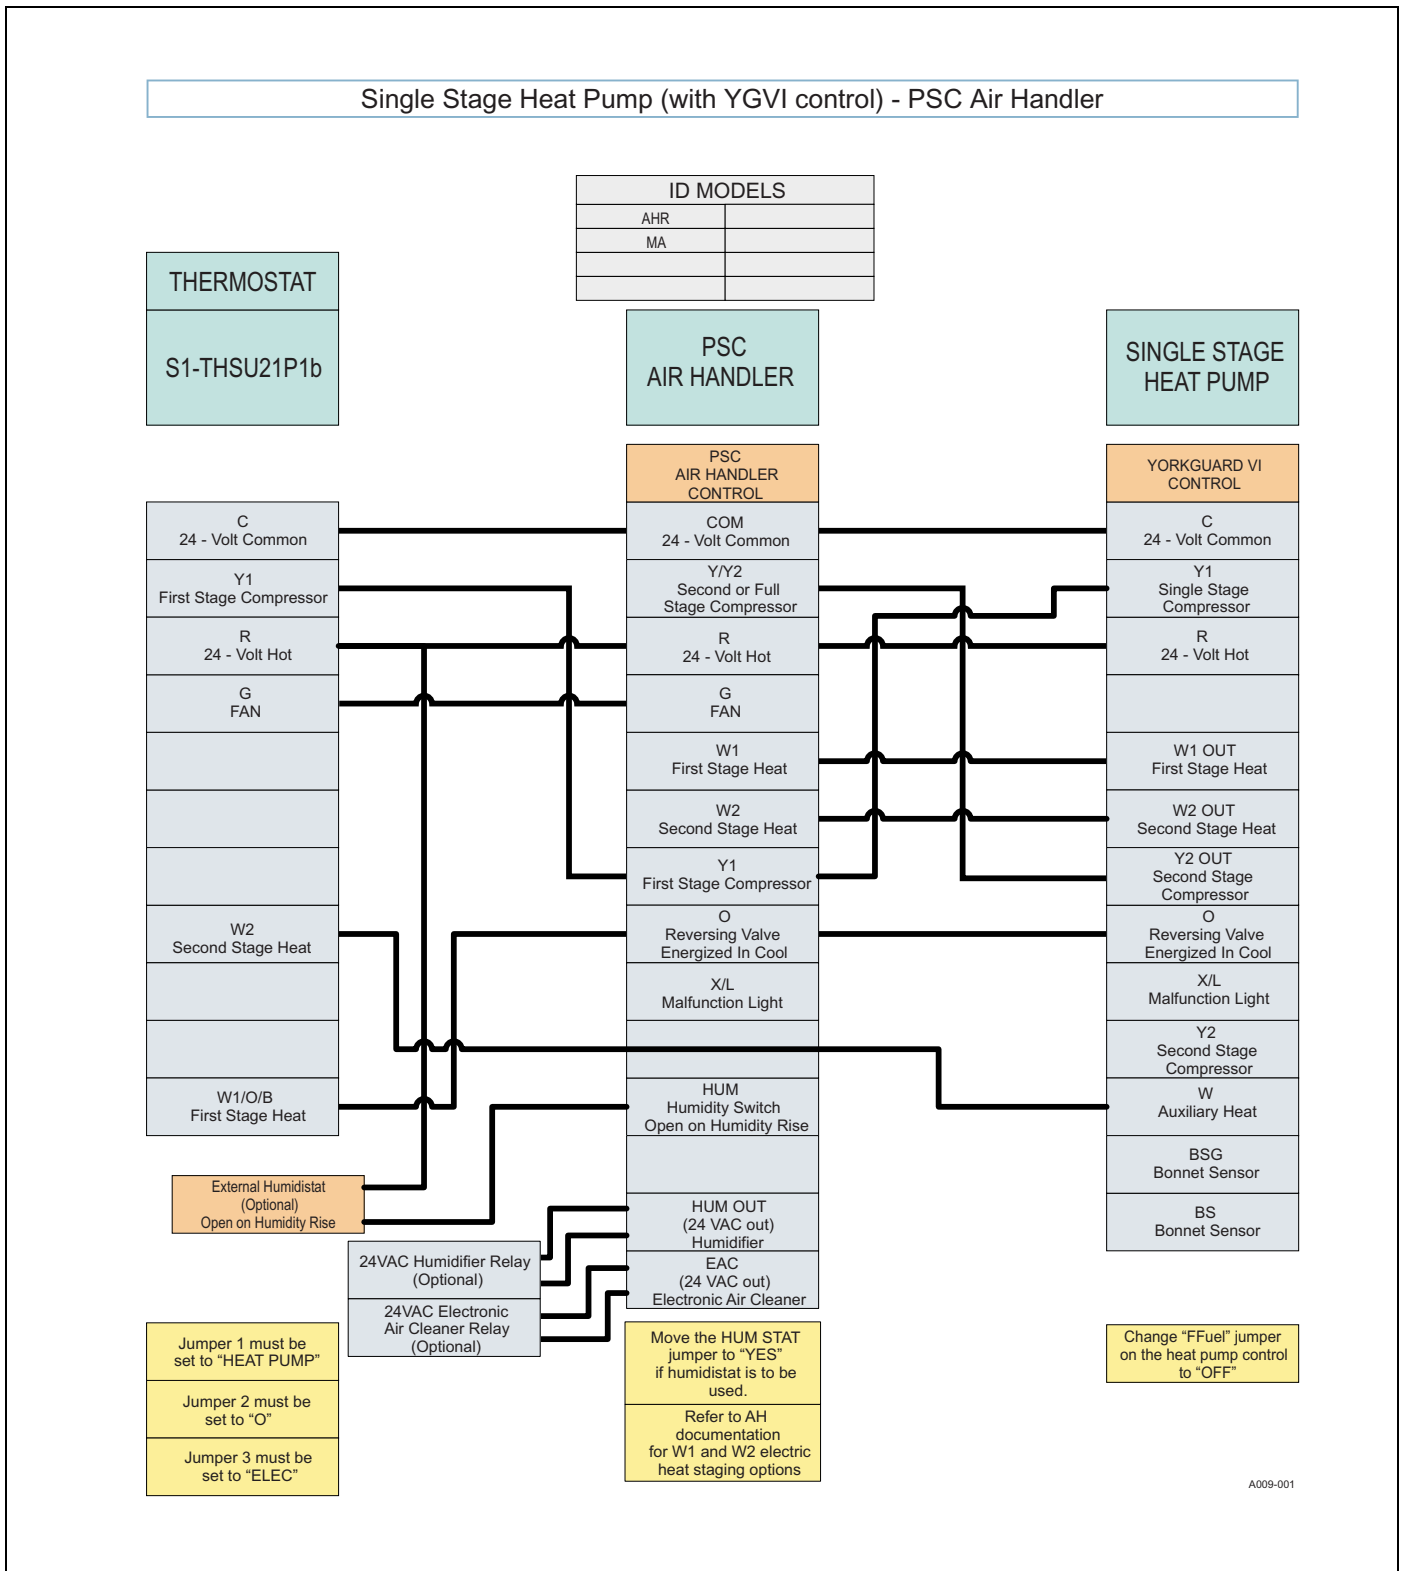 Single Stage Heat Pump (with YGVI control) - PSC Air Handler
ID MODELS
AHR
MA
THERMOSTAT
S1-THSU21P1b
PSC
AIR HANDLER
SINGLE STAGE
HEAT PUMP
PSC
AIR HANDLER
CONTROL
YORKGUARD VI
CONTROL
C
24 - Volt Common
Y1
First Stage Compressor
R
24 - Volt Hot
G
FAN
W2
Second Stage Heat
W1/O/B
First Stage Heat
External Humidistat
(Optional)
Open on Humidity Rise
24VAC Humidifier Relay
(Optional)
24VAC Electronic
Air Cleaner Relay
(Optional)
COM
24 - Volt Common
Y/Y2
Second or Full
Stage Compressor
R
24 - Volt Hot
G
FAN
W1
First Stage Heat
W2
Second Stage Heat
Y1
First Stage Compressor
O
Reversing Valve
Energized In Cool
X/L
Malfunction Light
HUM
Humidity Switch
Open on Humidity Rise
HUM OUT
(24 VAC out)
Humidifier
EAC
(24 VAC out)
Electronic Air Cleaner
C
24 - Volt Common
Y1
Single Stage
Compressor
R
24 - Volt Hot
W1 OUT
First Stage Heat
W2 OUT
Second Stage Heat
Y2 OUT
Second Stage
Compressor
O
Reversing Valve
Energized In Cool
X/L
Malfunction Light
Y2
Second Stage
Compressor
W
Auxiliary Heat
BSG
Bonnet Sensor
BS
Bonnet Sensor
Jumper 1 must be
set to “HEAT PUMP”
Jumper 2 must be
set to “O”
Jumper 3 must be
set to “ELEC”
Move the HUM STAT
jumper to “YES”
if humidistat is to be
used.
Refer to AH
documentation
for W1 and W2 electric
heat staging options
Change “FFuel” jumper
on the heat pump control
to “OFF”
A009-001